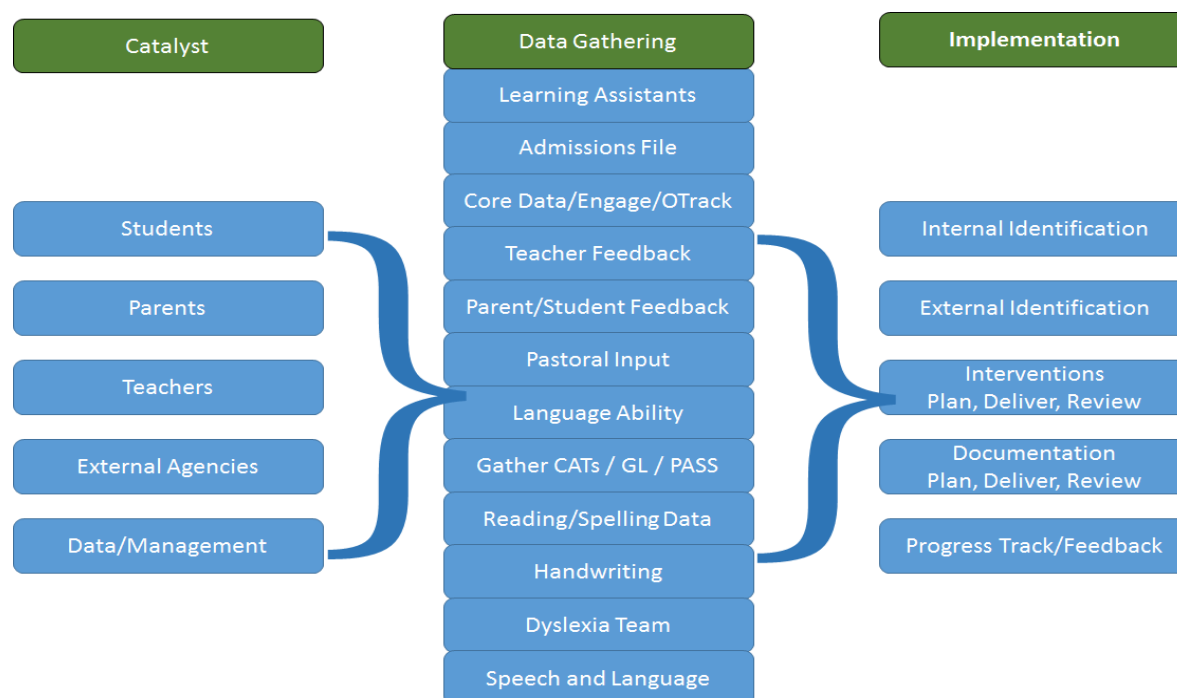 Catalyst
Students
Parents
Teachers
External Agencies
Data/Management
Data Gathering
Learning Assistants
Admissions File
Core Data/Engage/OTrack
Teacher Feedback
Parent/Student Feedback
Pastoral Input
Language Ability
Gather CATs / GL / PASS
Reading/Spelling Data
Handwriting
Dyslexia Team
Speech and Language
Implementation
Internal Identification
External Identification
Interventions
Plan, Deliver, Review
Documentation
Plan, Deliver, Review
Progress Track/Feedback